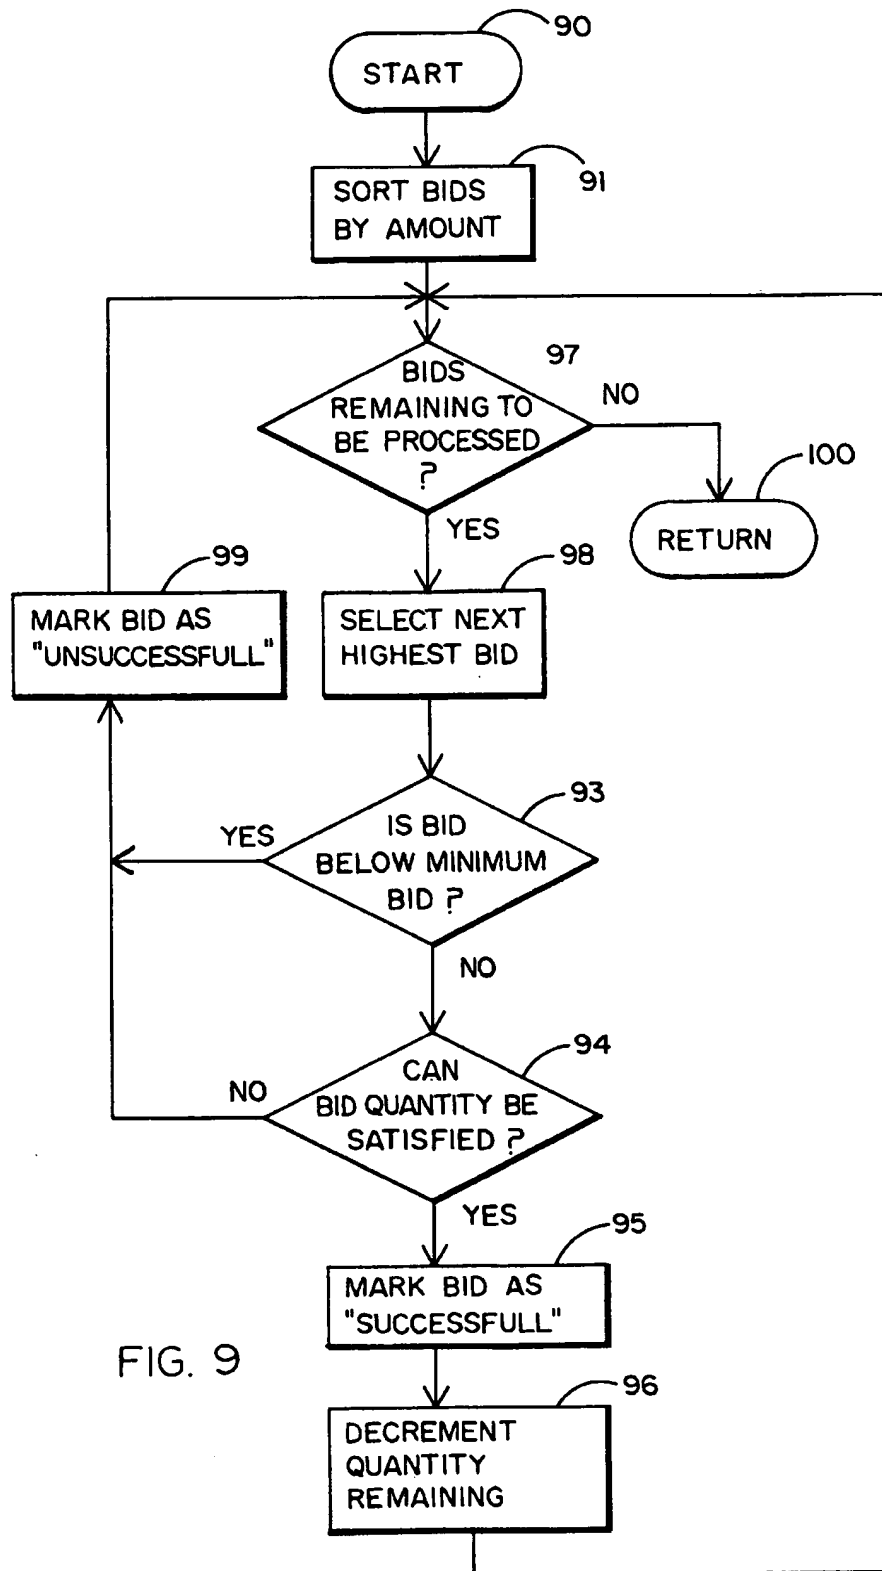 90
START
91
SORT BIDS
BY AMOUNT
97
BIDS
REMAINING TO
BE PROCESSED
?
NO
100
RETURN
YES
99
MARK BID AS
"UNSUCCESSFULL"
98
SELECT NEXT
HIGHEST BID
93
IS BID
BELOW MINIMUM
BID ?
YES
NO
94
CAN
BID QUANTITY BE
SATISFIED ?
NO
YES
95
MARK BID AS
"SUCCESSFULL"
FIG. 9
96
DECREMENT
QUANTITY
REMAINING